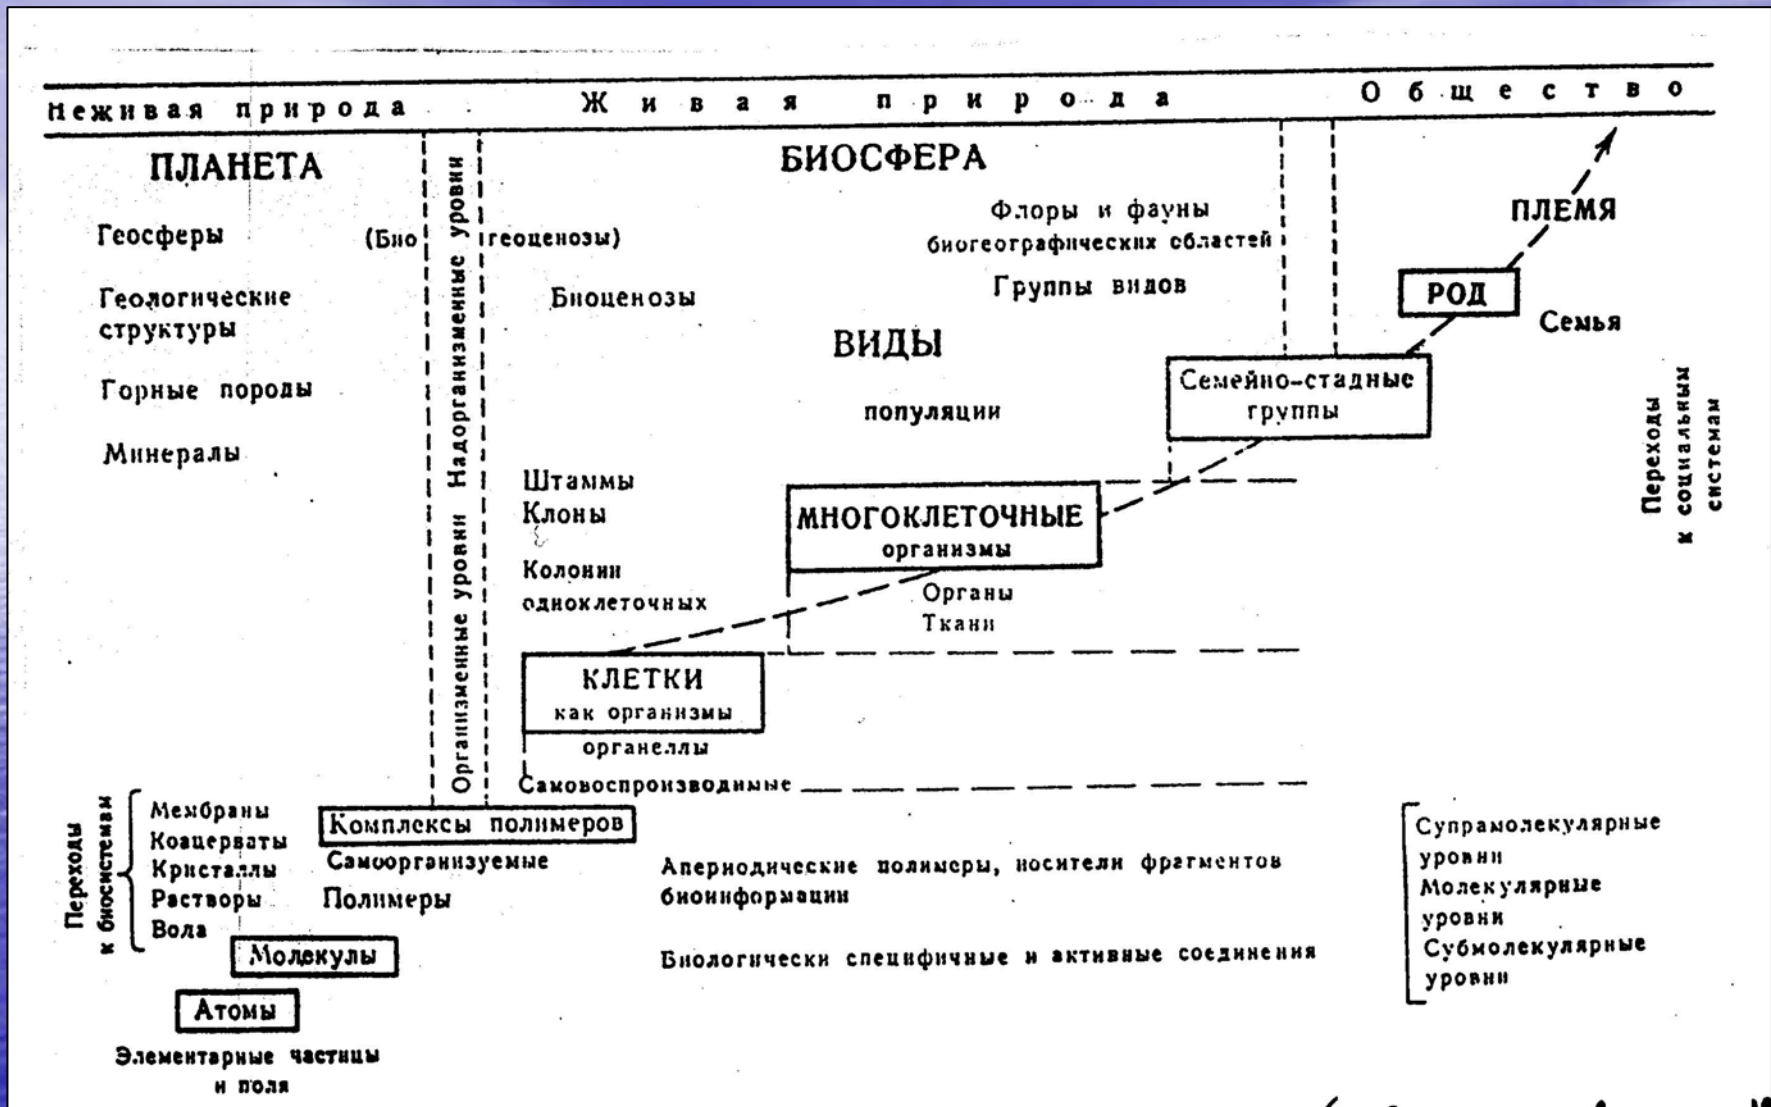 Неживая природа Живая природа Общество
ПЛАНЕТА
БИОСФЕРА
Геосферы
(Био геоценозы)
Флоры и фауны
биогеографических областей
ПЛЕМЯ
Геологические
структуры
Биоценозы
Группы видов
РОД
Семья
ВИДЫ
Горные породы
популяции
Семейно-стадные
группы
Минералы
Организменные уровни Надорганизменные уровни
Переходы
к социальным
системам
Штаммы
Клоны
Колонии
одноклеточных
МНОГОКЛЕТОЧНЫЕ
организмы
Органы
Ткани
КЛЕТКИ
как организмы
органеллы
Самовоспроизводимые
Переходы
к биосистемам
Мембраны
Коацерваты
Кристаллы
Растворы
Вола
Комплексы полимеров
Самоорганизуемые
Полимеры
Апериодические полимеры, носители фрагментов
биоинформации
Молекулы
Биологически специфичные и активные соединения
Супрамолекулярные
уровни
Молекулярные
уровни
Субмолекулярные
уровни
Атомы
Элементарные частицы
и поля